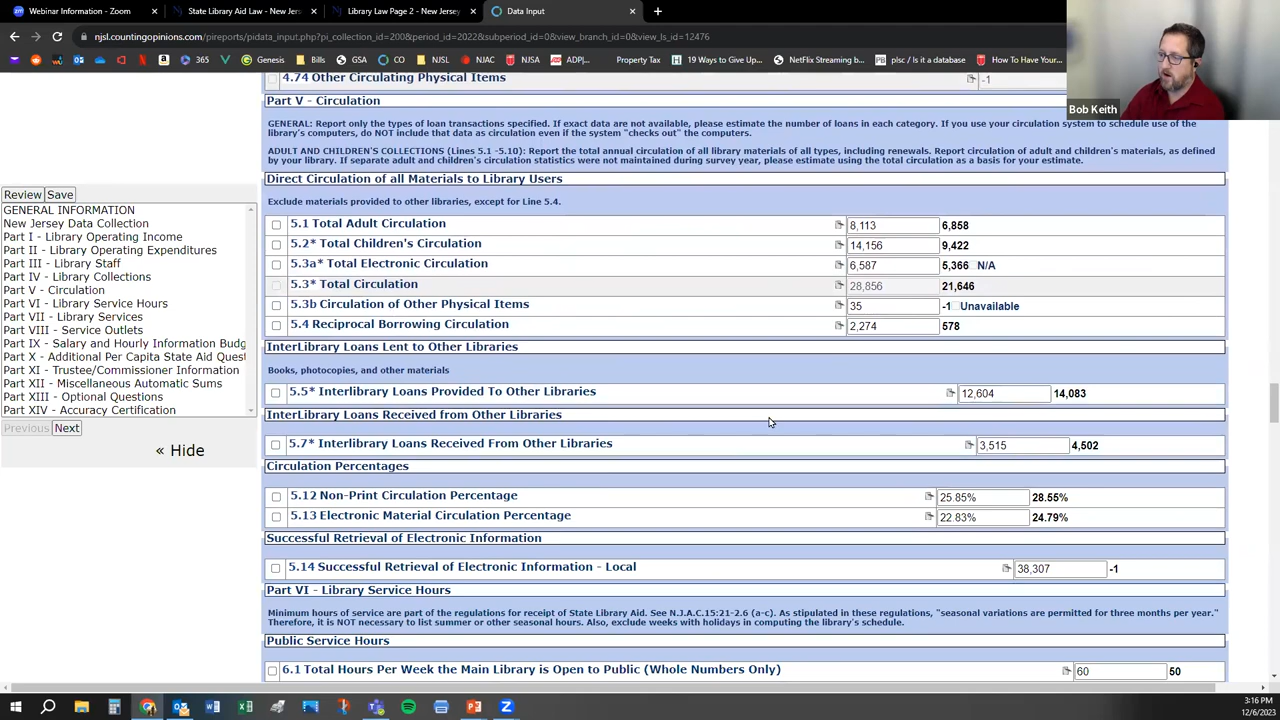 Webinar Information - Zoom
State Library Aid Law - New Jers
Library Law Page 2 - New Jersey
Data Input
njsl.countingopinions.com/pireports/pidata_input.php?pi_collection_id=200&period_id=2022&subperiod_id=0&view_branch_id=0&view_ls_id=12476
365 Genesis Bills GSA CO NJSL NJAC NJSA ADP|... Property Tax 19 Ways to Give Up... NetFlix Streaming b... plsc / Is it about a c... How To Have Your...
Bob Keith
4.74 Other Circulating Physical Items -1
Part V - Circulation
GENERAL: Report only the types of loan transactions specified. If exact data are not available, please estimate the number of loans in each category. If you use your circulation system to schedule use of the
library's computers, do NOT include that data as circulation even if the system "checks out" the computers.
ADULT AND CHILDREN'S COLLECTIONS (Lines 5.1 -5.10): Report the total annual circulation of all library materials of all types, including renewals. Report circulation of adult and children's materials, as defined
by your library. If separate adult and children's circulation statistics were not maintained during survey year, please estimate using the total circulation as a basis for your estimate.
Direct Circulation of all Materials to Library Users
Exclude materials provided to other libraries, except for Line 5.4.
5.1 Total Adult Circulation 8,113 6,858
5.2* Total Children's Circulation 14,156 9,422
5.3a* Total Electronic Circulation 6,587 5,366 N/A
5.3* Total Circulation 28,856 21,646
5.3b Circulation of Other Physical Items 35 -1 Unavailable
5.4 Reciprocal Borrowing Circulation 2,274 578
InterLibrary Loans Lent to Other Libraries
Books, photocopies, and other materials
5.5* Interlibrary Loans Provided To Other Libraries 12,604 14,083
InterLibrary Loans Received from Other Libraries
5.7* Interlibrary Loans Received From Other Libraries 3,515 4,502
Circulation Percentages
5.12 Non-Print Circulation Percentage 25.85% 28.55%
5.13 Electronic Material Circulation Percentage 22.83% 24.79%
Successful Retrieval of Electronic Information
5.14 Successful Retrieval of Electronic Information - Local 38,307 -1
Part VI - Library Service Hours
Minimum hours of service are part of the regulations for receipt of State Library Aid. See N.J.A.C.15:21-2.6 (a-c). As stipulated in these regulations, "seasonal variations are permitted for three months per year."
Therefore, it is NOT necessary to list summer or other seasonal hours. Also, exclude weeks with holidays in computing the library's schedule.
Public Service Hours
6.1 Total Hours Per Week the Main Library is Open to Public (Whole Numbers Only) 60 50
Review Save
GENERAL INFORMATION
New Jersey Data Collection
Part I - Library Operating Income
Part II - Library Operating Expenditures
Part III - Library Staff
Part IV - Library Collections
Part V - Circulation
Part VI - Library Service Hours
Part VII - Library Services
Part VIII - Service Outlets
Part IX - Salary and Hourly Information Budg
Part X - Additional Per Capita State Aid Quest
Part XI - Trustee/Commissioner Information
Part XII - Miscellaneous Automatic Sums
Part XIII - Optional Questions
Part XIV - Accuracy Certification
Previous Next
« Hide
3:16 PM
12/6/2023